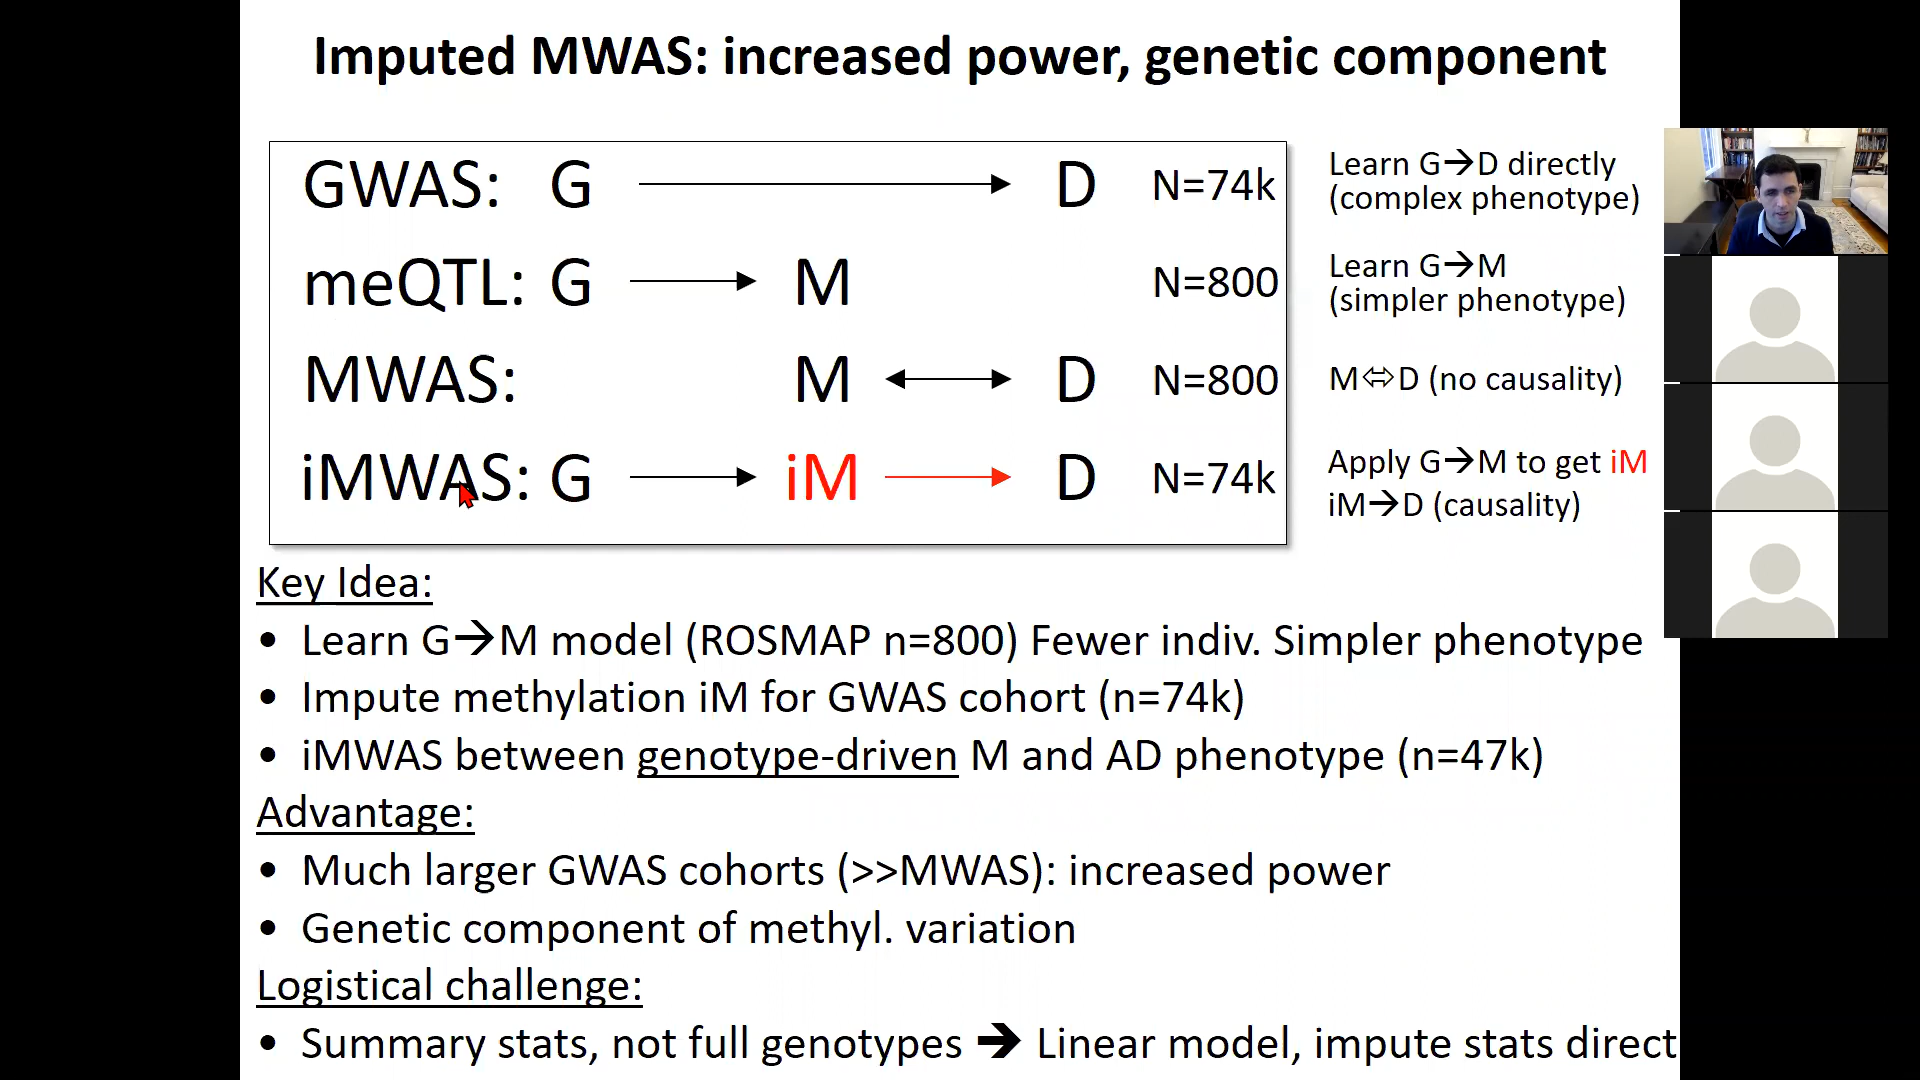 Imputed MWAS: increased power, genetic component
GWAS: G → D N=74k
Learn G→D directly
(complex phenotype)
meQTL: G → M N=800
Learn G→M
(simpler phenotype)
MWAS: M ↔ D N=800
M⇔D (no causality)
iMWAS: G → iM → D N=74k
Apply G→M to get iM
iM→D (causality)
Key Idea:
• Learn G→M model (ROSMAP n=800) Fewer indiv. Simpler phenotype
• Impute methylation iM for GWAS cohort (n=74k)
• iMWAS between genotype-driven M and AD phenotype (n=47k)
Advantage:
• Much larger GWAS cohorts (>>MWAS): increased power
• Genetic component of methyl. variation
Logistical challenge:
• Summary stats, not full genotypes → Linear model, impute stats direct